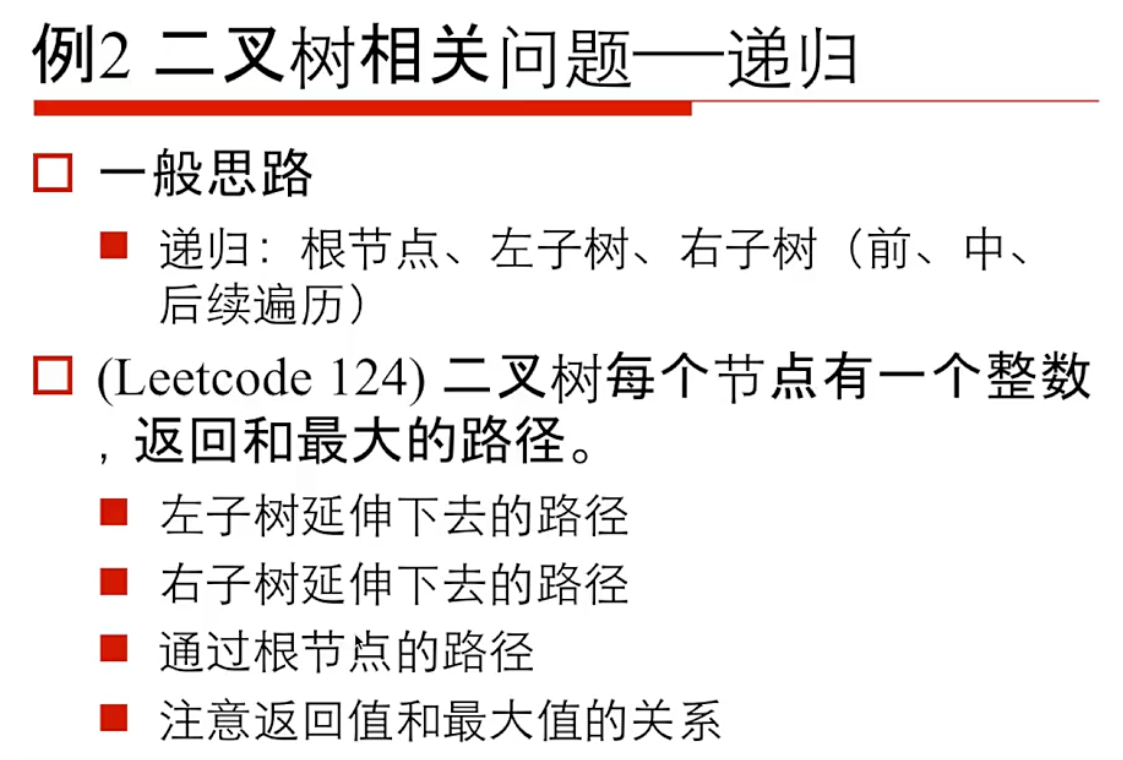 例2 二叉树相关问题——递归
一般思路
递归：根节点、左子树、右子树（前、中、
后续遍历）
(Leetcode 124) 二叉树每个节点有一个整数
，返回和最大的路径。
左子树延伸下去的路径
右子树延伸下去的路径
通过根节点的路径
注意返回值和最大值的关系